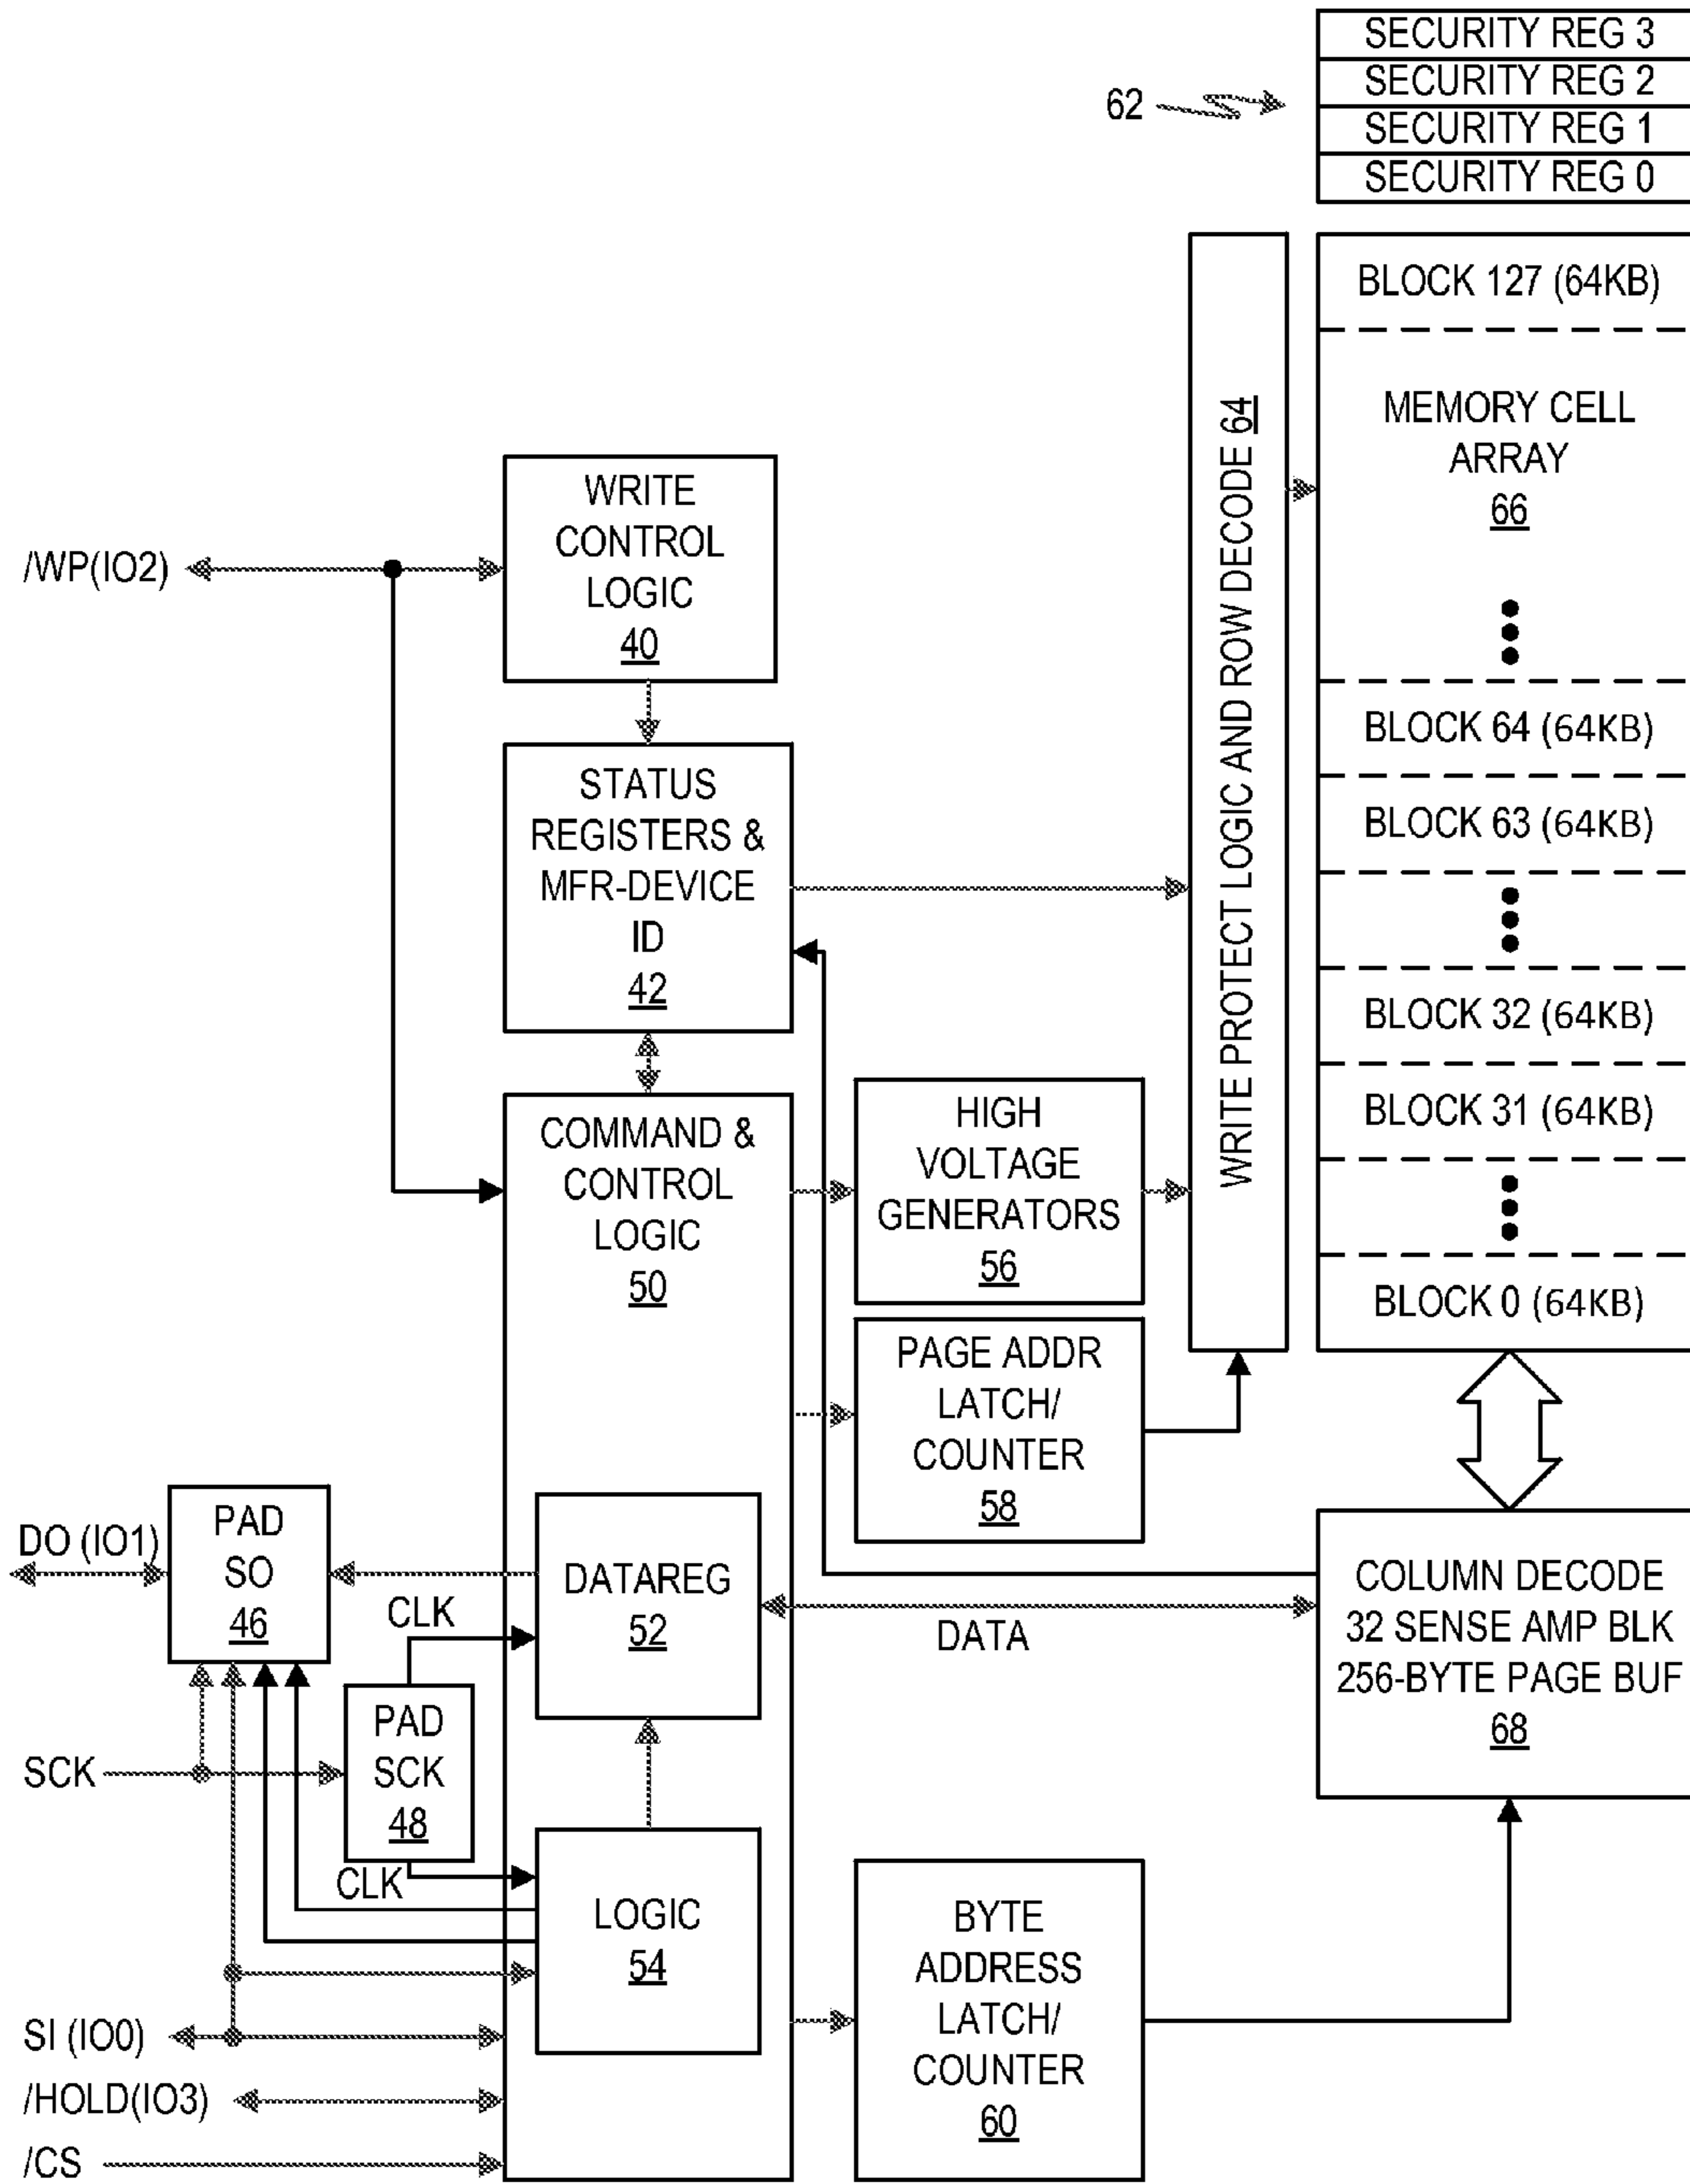 SECURITY REG 3
SECURITY REG 2
SECURITY REG 1
SECURITY REG 0
62
WRITE PROTECT LOGIC AND ROW DECODE 64
BLOCK 127 (64KB)
MEMORY CELL
ARRAY
66
BLOCK 64 (64KB)
BLOCK 63 (64KB)
BLOCK 32 (64KB)
BLOCK 31 (64KB)
BLOCK 0 (64KB)
/WP(IO2)
WRITE
CONTROL
LOGIC
40
STATUS
REGISTERS &
MFR-DEVICE
ID
42
COMMAND &
CONTROL
LOGIC
50
HIGH
VOLTAGE
GENERATORS
56
PAGE ADDR
LATCH/
COUNTER
58
DO (IO1)
PAD
SO
46
CLK
DATAREG
52
DATA
COLUMN DECODE
32 SENSE AMP BLK
256-BYTE PAGE BUF
68
SCK
PAD
SCK
48
CLK
LOGIC
54
BYTE
ADDRESS
LATCH/
COUNTER
60
SI (IO0)
/HOLD(IO3)
/CS